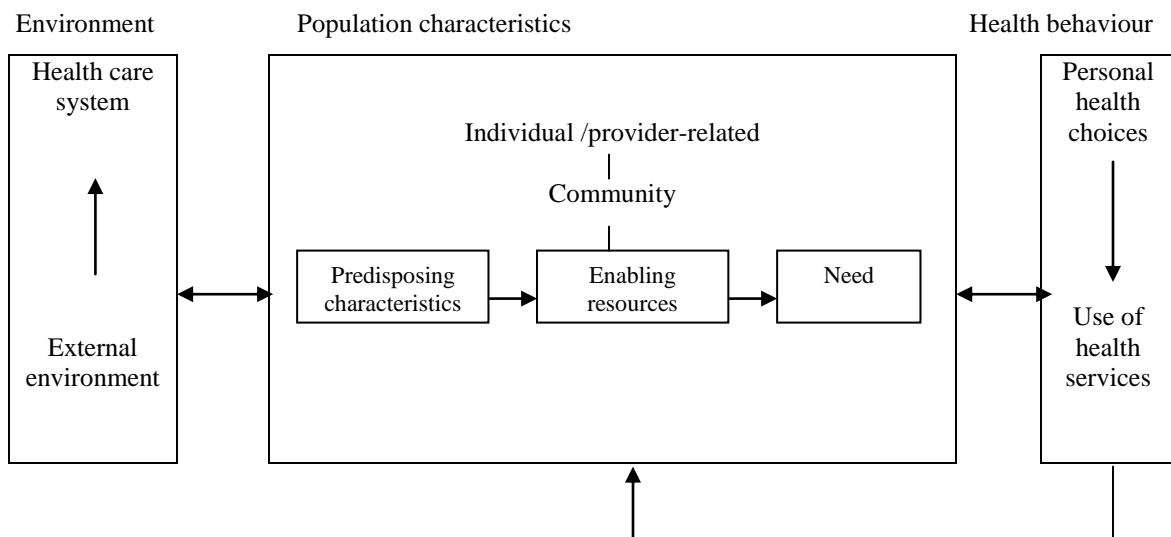 Environment
Population characteristics
Health behaviour
Health care
system
External
environment
Individual /provider-related
Community
Predisposing
characteristics
Enabling
resources
Need
Personal
health
choices
Use of
health
services